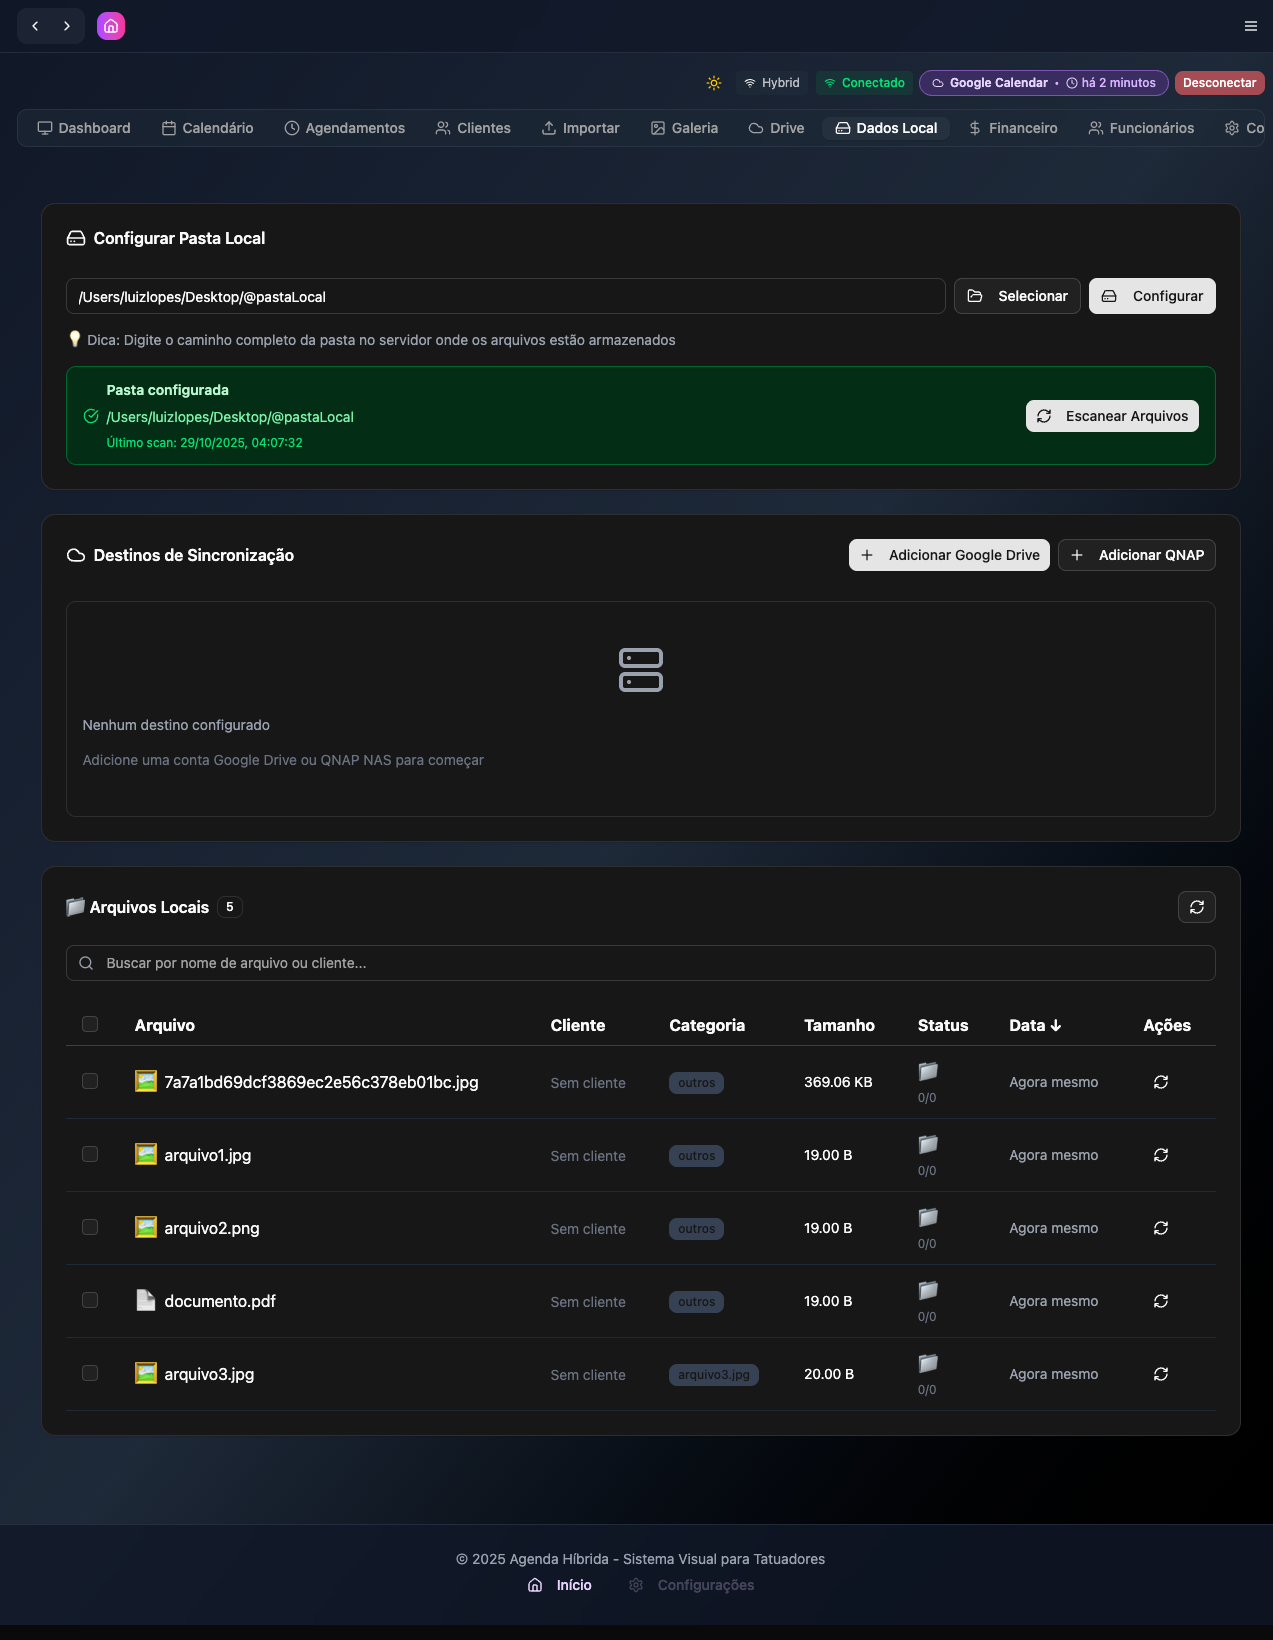 Hybrid
Conectado
Google Calendar • há 2 minutos
Desconectar
Dashboard
Calendário
Agendamentos
Clientes
Importar
Galeria
Drive
Dados Local
Financeiro
Funcionários
Co
Configurar Pasta Local
/Users/luizlopes/Desktop/@pastaLocal
Selecionar
Configurar
Dica: Digite o caminho completo da pasta no servidor onde os arquivos estão armazenados
Pasta configurada
/Users/luizlopes/Desktop/@pastaLocal
Último scan: 29/10/2025, 04:07:32
Escanear Arquivos
Destinos de Sincronização
Adicionar Google Drive
Adicionar QNAP
Nenhum destino configurado
Adicione uma conta Google Drive ou QNAP NAS para começar
Arquivos Locais 5
Buscar por nome de arquivo ou cliente...
Arquivo Cliente Categoria Tamanho Status Data ↓ Ações
7a7a1bd69dcf3869ec2e56c378eb01bc.jpg Sem cliente outros 369.06 KB 0/0 Agora mesmo
arquivo1.jpg Sem cliente outros 19.00 B 0/0 Agora mesmo
arquivo2.png Sem cliente outros 19.00 B 0/0 Agora mesmo
documento.pdf Sem cliente outros 19.00 B 0/0 Agora mesmo
arquivo3.jpg Sem cliente arquivo3.jpg 20.00 B 0/0 Agora mesmo
© 2025 Agenda Híbrida - Sistema Visual para Tatuadores
Início
Configurações